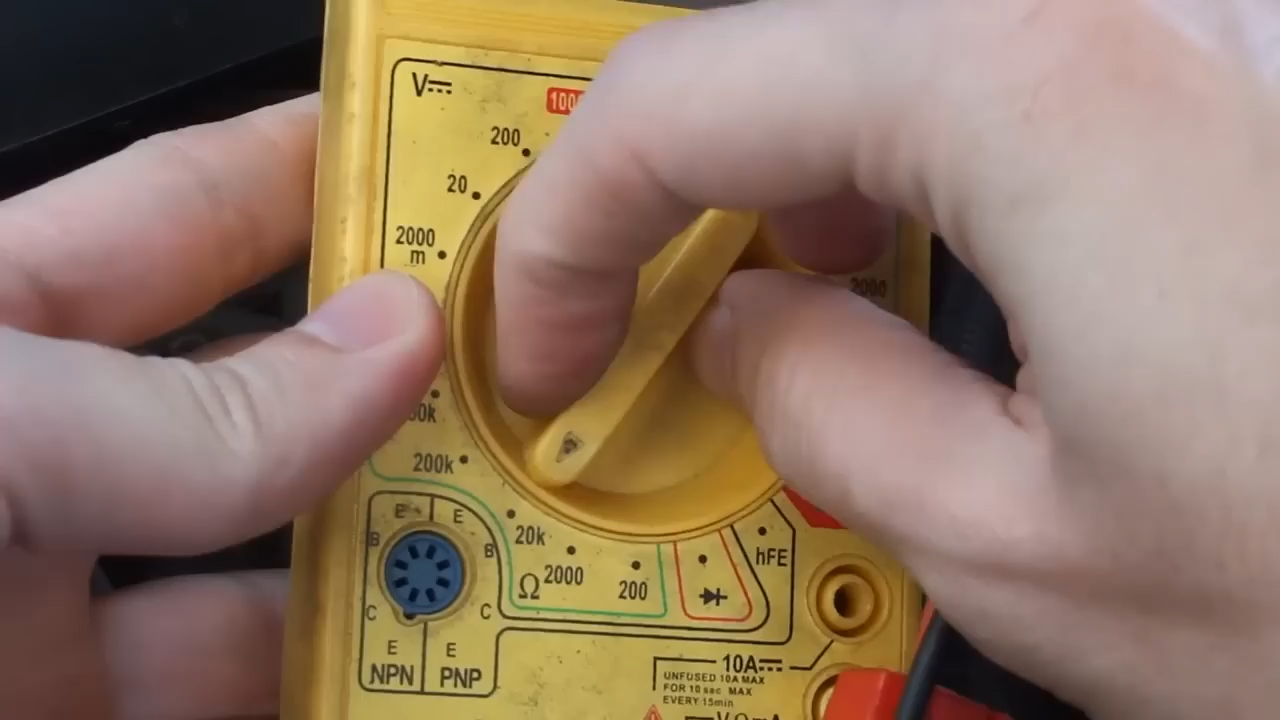 V
200
20
2000
m
2000
200k
20k
2000
Ω
200
hFE
E
E
B
B
C
C
E
E
NPN
PNP
10A
UNFUSED 10A MAX
FOR 10 sec MAX
EVERY 15min